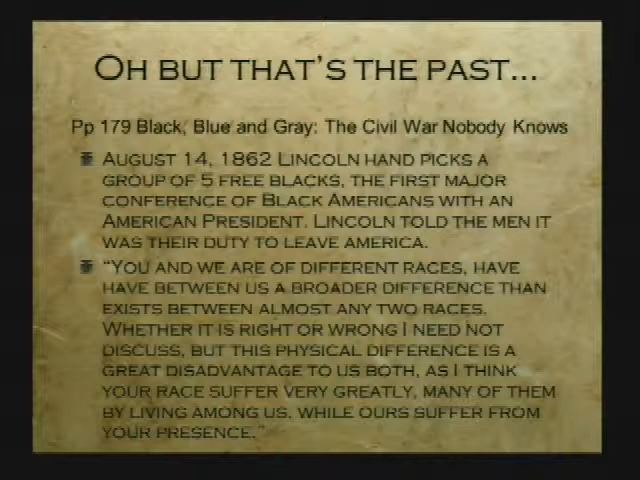 OH BUT THAT'S THE PAST...
Pp 179 Black, Blue and Gray: The Civil War Nobody Knows
AUGUST 14, 1862 LINCOLN HAND PICKS A
GROUP OF 5 FREE BLACKS, THE FIRST MAJOR
CONFERENCE OF BLACK AMERICANS WITH AN
AMERICAN PRESIDENT. LINCOLN TOLD THE MEN IT
WAS THEIR DUTY TO LEAVE AMERICA.
"YOU AND WE ARE OF DIFFERENT RACES, HAVE
HAVE BETWEEN US A BROADER DIFFERENCE THAN
EXISTS BETWEEN ALMOST ANY TWO RACES.
WHETHER IT IS RIGHT OR WRONG I NEED NOT
DISCUSS, BUT THIS PHYSICAL DIFFERENCE IS A
GREAT DISADVANTAGE TO US BOTH, AS I THINK
YOUR RACE SUFFER VERY GREATLY, MANY OF THEM
BY LIVING AMONG US, WHILE OURS SUFFER FROM
YOUR PRESENCE."